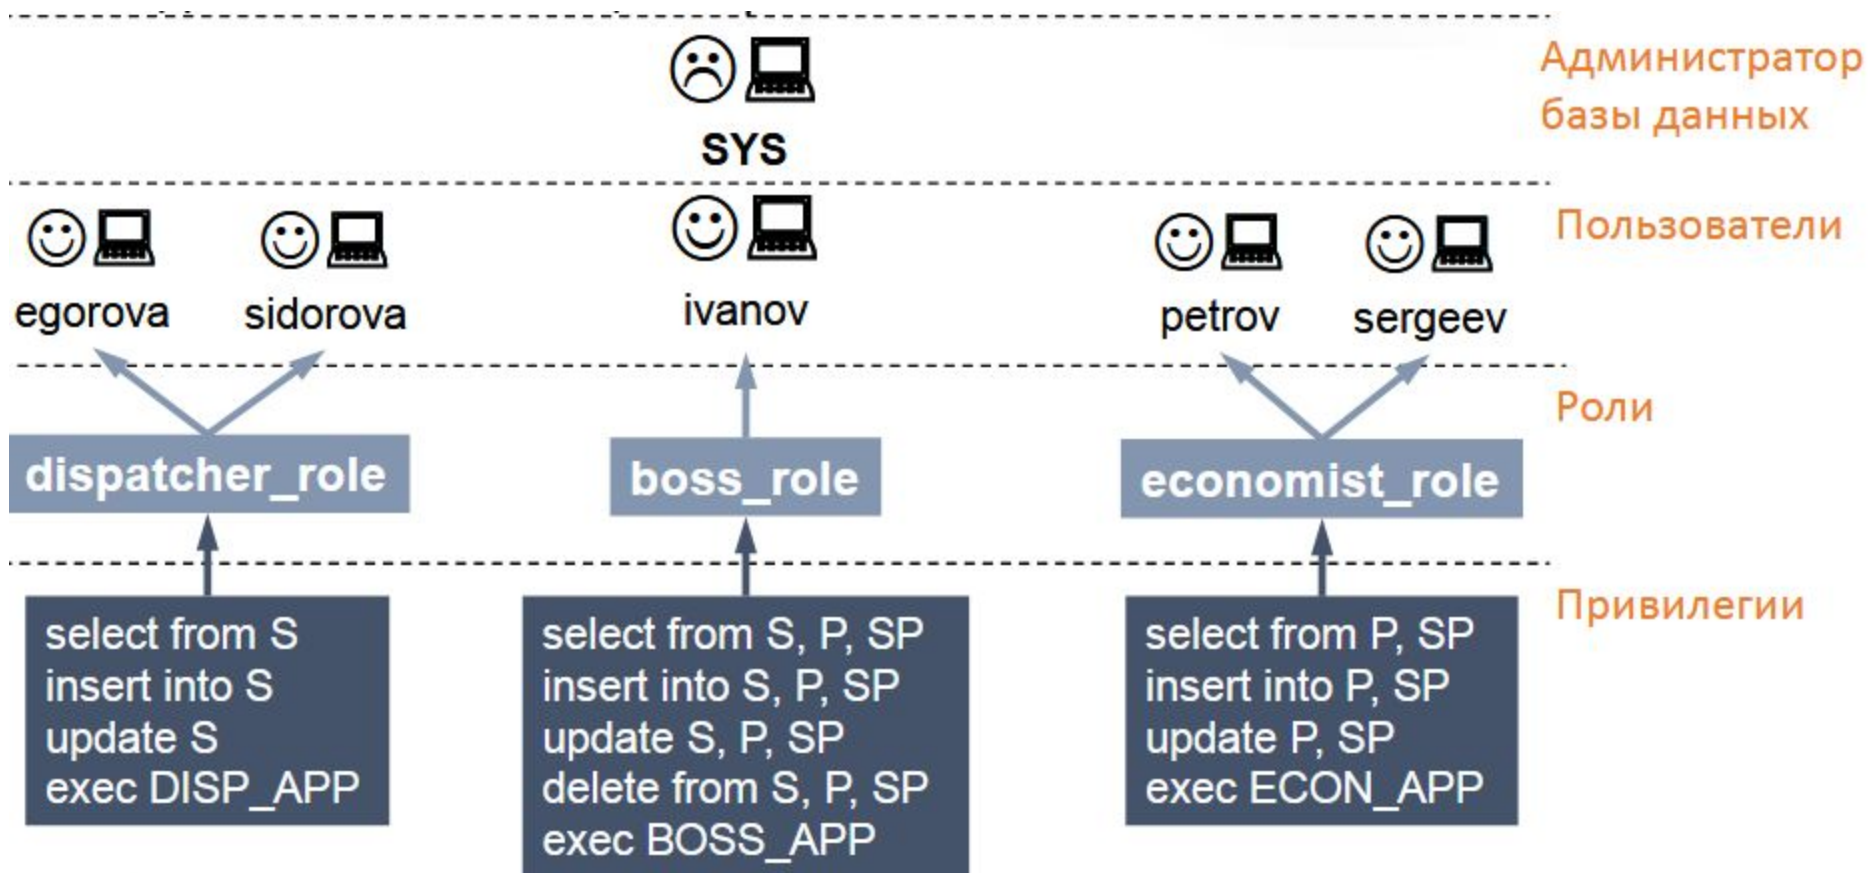 Администратор
базы данных
SYS
Пользователи
egorova
sidorova
ivanov
petrov
sergeev
Роли
dispatcher_role
boss_role
economist_role
Привилегии
select from S
insert into S
update S
exec DISP_APP
select from S, P, SP
insert into S, P, SP
update S, P, SP
delete from S, P, SP
exec BOSS_APP
select from P, SP
insert into P, SP
update P, SP
exec ECON_APP